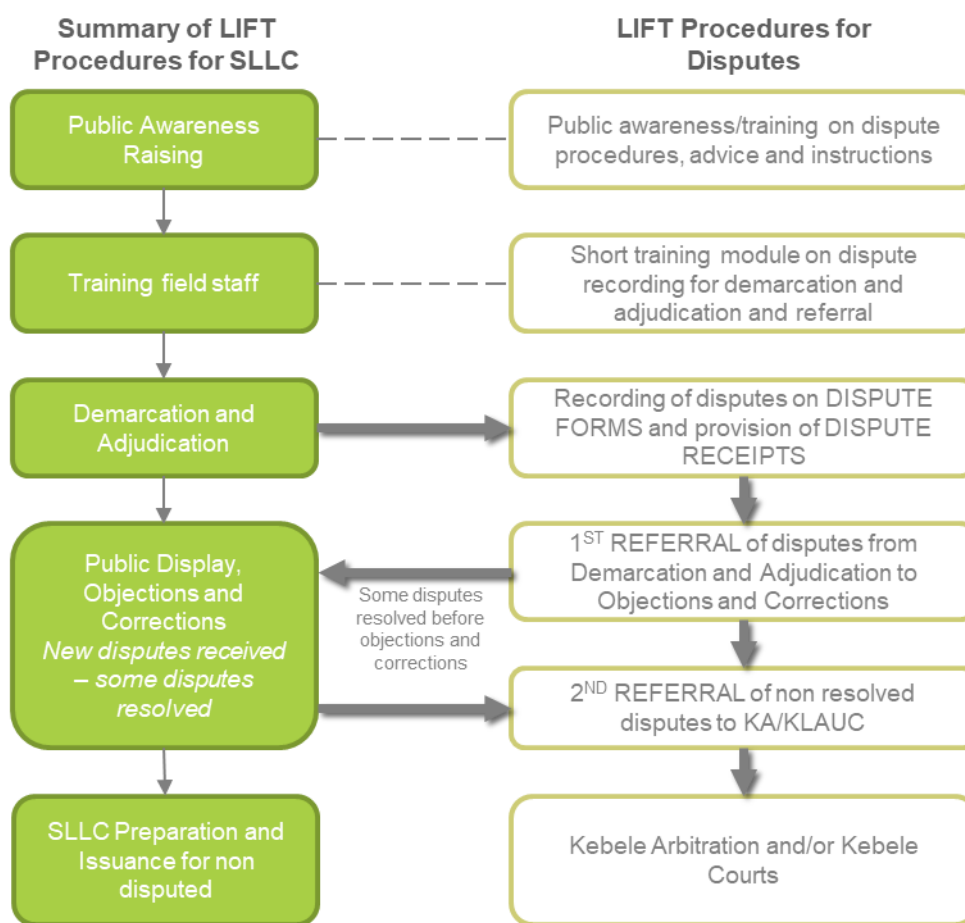 Summary of LIFT
Procedures for SLLC
LIFT Procedures for
Disputes
Public Awareness
Raising
Public awareness/training on dispute
procedures, advice and instructions
Training field staff
Short training module on dispute
recording for demarcation and
adjudication and referral
Demarcation and
Adjudication
Recording of disputes on DISPUTE
FORMS and provision of DISPUTE
RECEIPTS
Public Display,
Objections and
Corrections
New disputes received
– some disputes
resolved
Some disputes
resolved before
objections and
corrections
1ST REFERRAL of disputes from
Demarcation and Adjudication to
Objections and Corrections
2ND REFERRAL of non resolved
disputes to KA/KLAUC
SLLC Preparation and
Issuance for non
disputed
Kebele Arbitration and/or Kebele
Courts